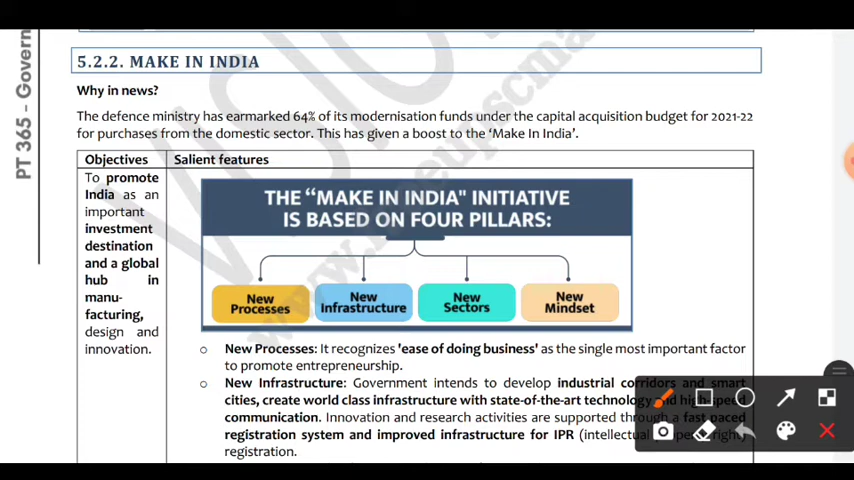 PT 365 - Govern
5.2.2. MAKE IN INDIA
Why in news?
The defence ministry has earmarked 64% of its modernisation funds under the capital acquisition budget for 2021-22
for purchases from the domestic sector. This has given a boost to the ‘Make In India’.
Objectives
Salient features
To promote
India as an
important
investment
destination
and a global
hub in
manu-
facturing,
design and
innovation.
THE “MAKE IN INDIA" INITIATIVE
IS BASED ON FOUR PILLARS:
New
Processes
New
Infrastructure
New
Sectors
New
Mindset
New Processes: It recognizes 'ease of doing business' as the single most important factor
to promote entrepreneurship.
New Infrastructure: Government intends to develop industrial corridors and smart
cities, create world class infrastructure with state-of-the-art technology and high-speed
communication. Innovation and research activities are supported through a fast paced
registration system and improved infrastructure for IPR (intellectual property right)
registration.